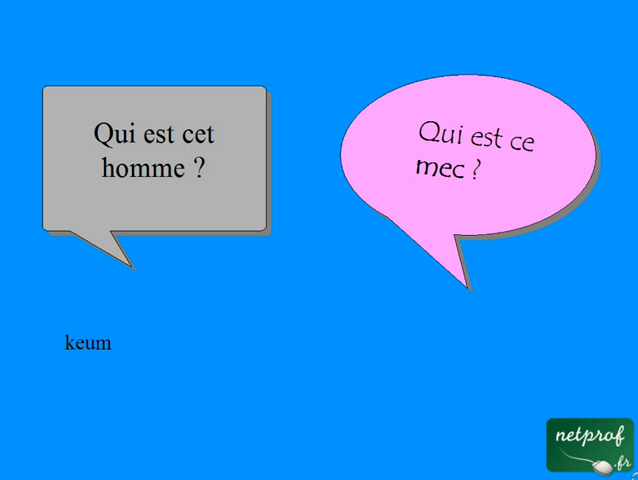 Qui est cet
homme ?
Qui est ce
mec ?
keum
netprof
.fr